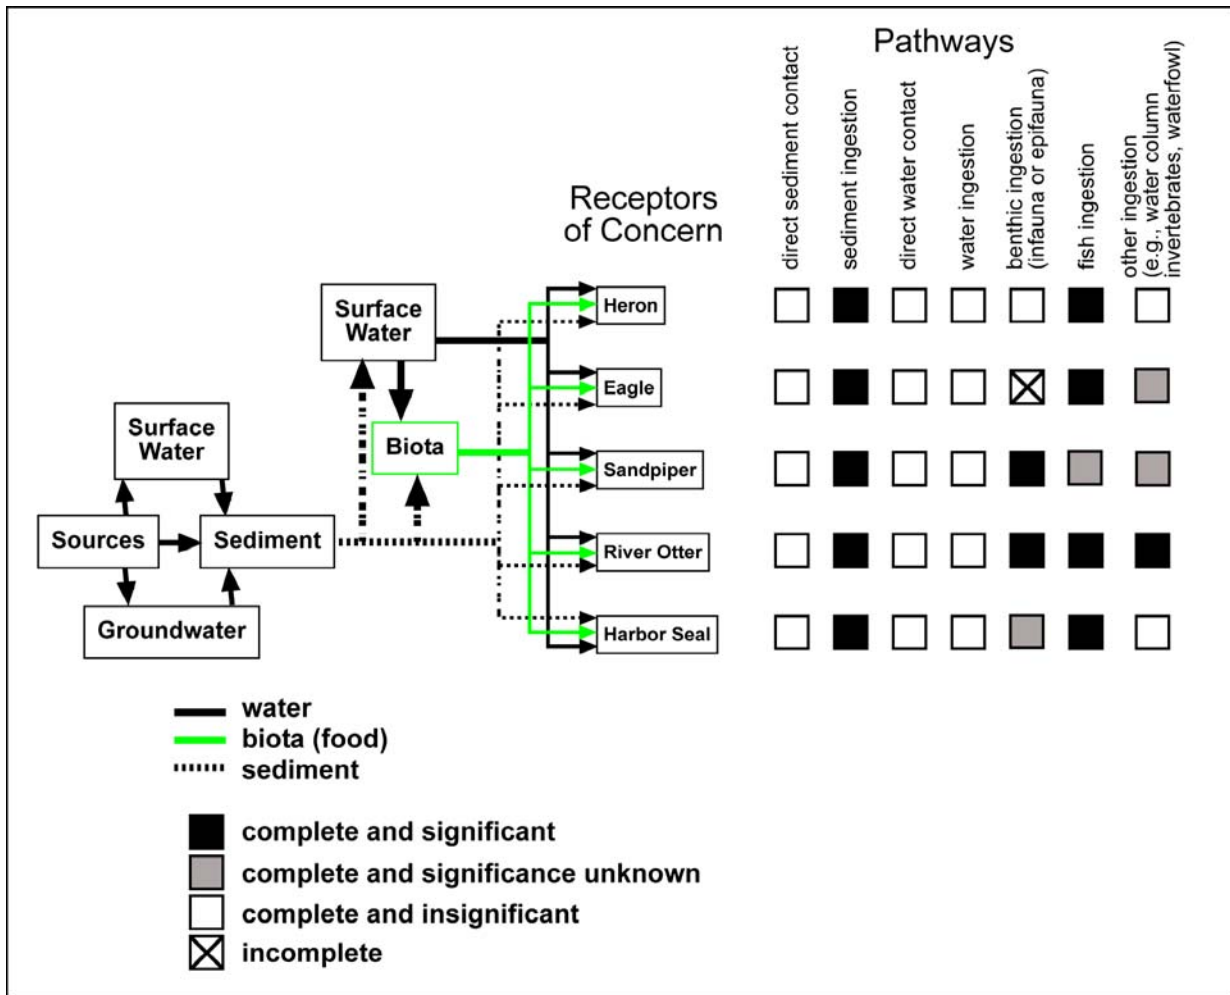 Pathways
direct sediment contact
sediment ingestion
direct water contact
water ingestion
benthic ingestion
(infauna or epifauna)
fish ingestion
other ingestion
(e.g., water column
invertebrates, waterfowl)
Receptors
of Concern
Surface
Water
Heron
Eagle
Biota
Surface
Water
Sandpiper
Sources
Sediment
River Otter
Groundwater
Harbor Seal
water
biota (food)
sediment
complete and significant
complete and significance unknown
complete and insignificant
incomplete